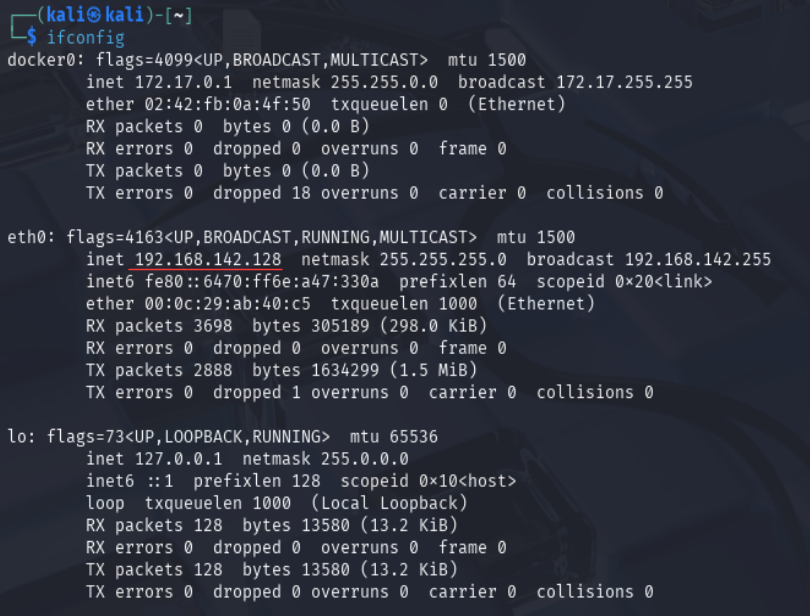 ┌──(kali㉿kali)-[~]
└─$ ifconfig
docker0: flags=4099<UP,BROADCAST,MULTICAST>  mtu 1500
        inet 172.17.0.1  netmask 255.255.0.0  broadcast 172.17.255.255
        ether 02:42:fb:0a:4f:50  txqueuelen 0  (Ethernet)
        RX packets 0  bytes 0 (0.0 B)
        RX errors 0  dropped 0  overruns 0  frame 0
        TX packets 0  bytes 0 (0.0 B)
        TX errors 0  dropped 18 overruns 0  carrier 0  collisions 0

eth0: flags=4163<UP,BROADCAST,RUNNING,MULTICAST>  mtu 1500
        inet 192.168.142.128  netmask 255.255.255.0  broadcast 192.168.142.255
        inet6 fe80::6470:ff6e:a47:330a  prefixlen 64  scopeid 0×20<link>
        ether 00:0c:29:ab:40:c5  txqueuelen 1000  (Ethernet)
        RX packets 3698  bytes 305189 (298.0 KiB)
        RX errors 0  dropped 0  overruns 0  frame 0
        TX packets 2888  bytes 1634299 (1.5 MiB)
        TX errors 0  dropped 1 overruns 0  carrier 0  collisions 0

lo: flags=73<UP,LOOPBACK,RUNNING>  mtu 65536
        inet 127.0.0.1  netmask 255.0.0.0
        inet6 ::1  prefixlen 128  scopeid 0×10<host>
        loop  txqueuelen 1000  (Local Loopback)
        RX packets 128  bytes 13580 (13.2 KiB)
        RX errors 0  dropped 0  overruns 0  frame 0
        TX packets 128  bytes 13580 (13.2 KiB)
        TX errors 0  dropped 0 overruns 0  carrier 0  collisions 0